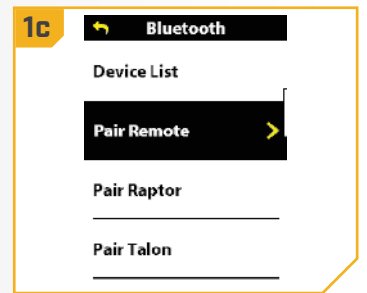 1c
Bluetooth
Device List
Pair Remote
Pair Raptor
Pair Talon